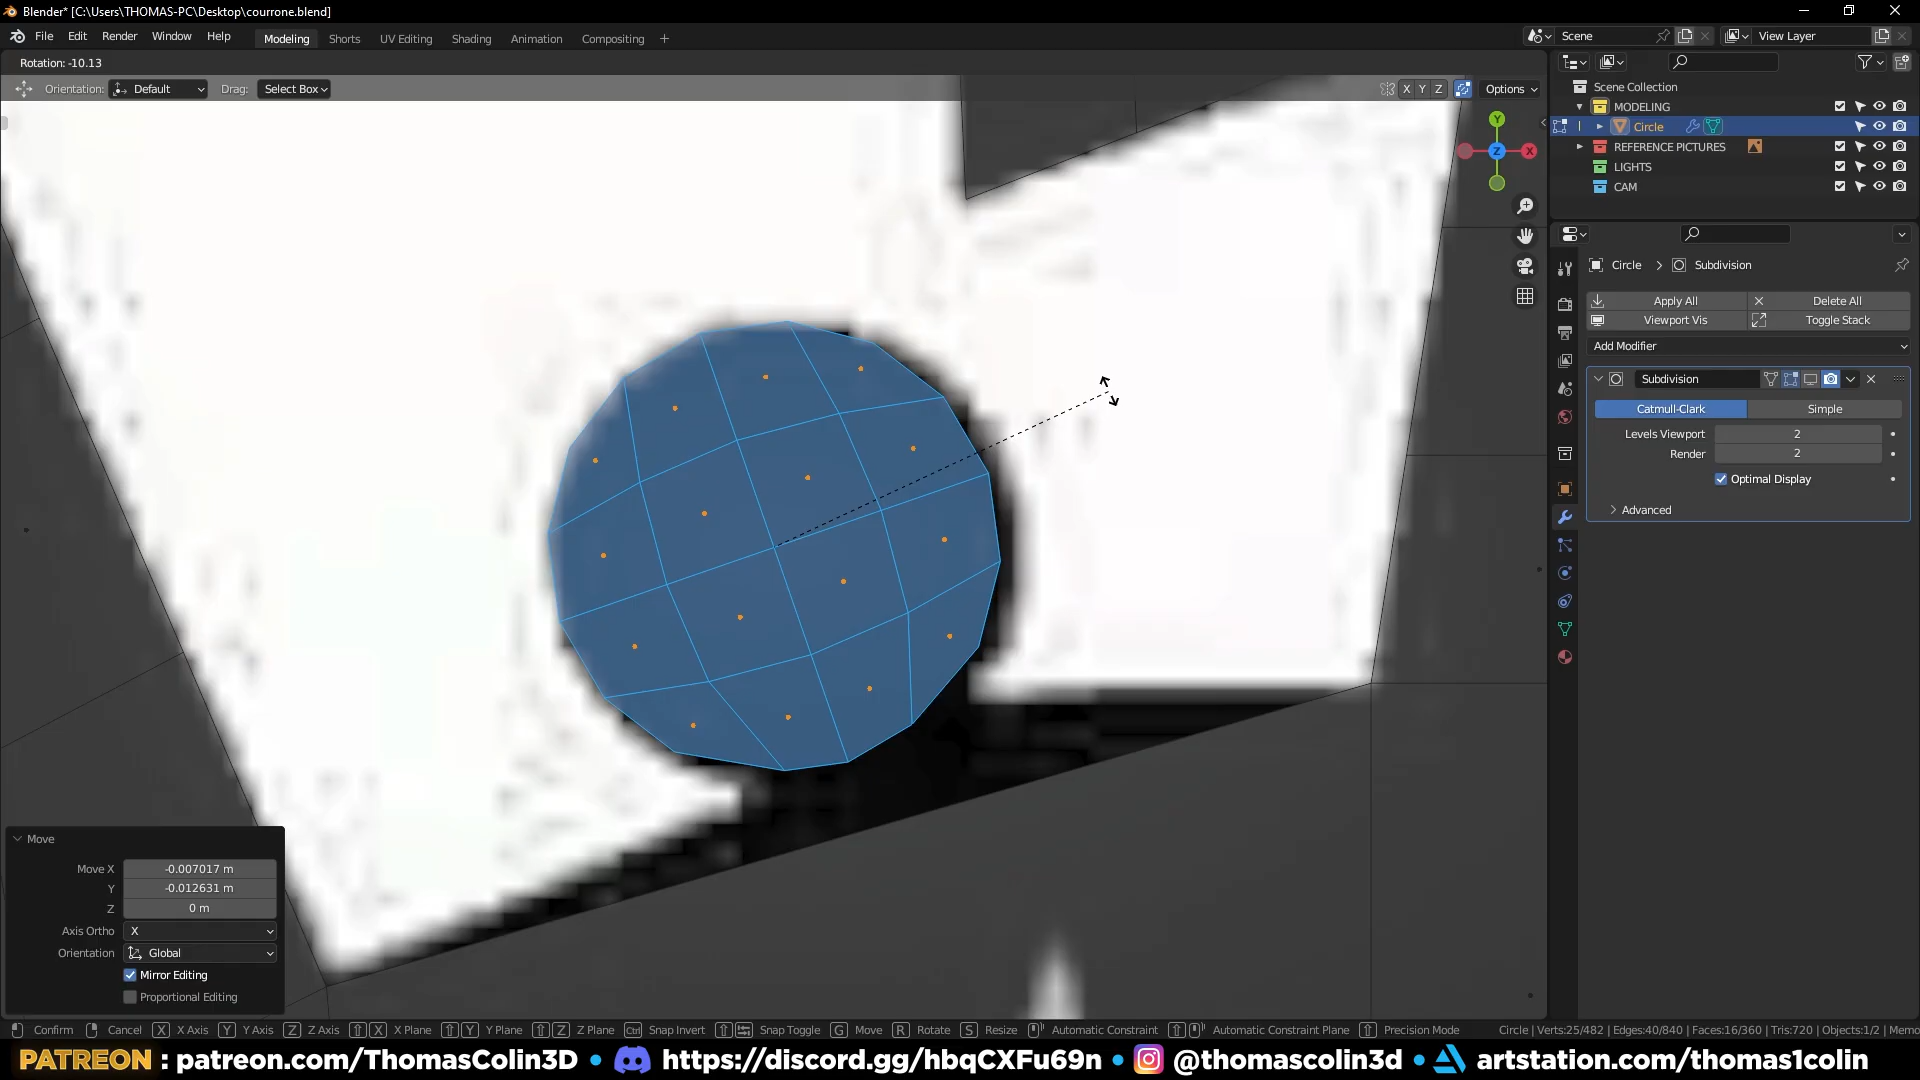 Blender* [C:\Users\THOMAS-PC\Desktop\courrone.blend]
File Edit Render Window Help Modeling Shorts UV Editing Shading Animation Compositing + Scene View Layer
Rotation: -10.13
Orientation: Default Drag: Select Box X Y Z Options
Scene Collection
MODELING
Circle
REFERENCE PICTURES
LIGHTS
CAM
Y
Z X
Circle > Subdivision
Apply All Delete All
Viewport Vis Toggle Stack
Add Modifier
Subdivision
Catmull-Clark Simple
Levels Viewport 2
Render 2
Optimal Display
Advanced
Move
Move X -0.007017 m
Y -0.012631 m
Z 0 m
Axis Ortho X
Orientation Global
Mirror Editing
Proportional Editing
Confirm Cancel X X Axis Y Y Axis Z Z Axis X X Plane Y Y Plane Z Z Plane Ctrl Snap Invert Snap Toggle G Move R Rotate S Resize Automatic Constraint Automatic Constraint Plane Precision Mode Circle | Verts:25/482 | Edges:40/840 | Faces:16/360 | Tris:720 | Objects:1/2 | Memo
PATREON : patreon.com/ThomasColin3D • https://discord.gg/hbqCXFu69n • @thomascolin3d • artstation.com/thomas1colin